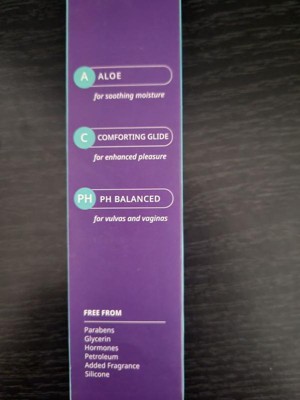 A ALOE
for soothing moisture
C COMFORTING GLIDE
for enhanced pleasure
PH PH BALANCED
for vulvas and vaginas
FREE FROM
Parabens
Glycerin
Hormones
Petroleum
Added Fragrance
Silicone